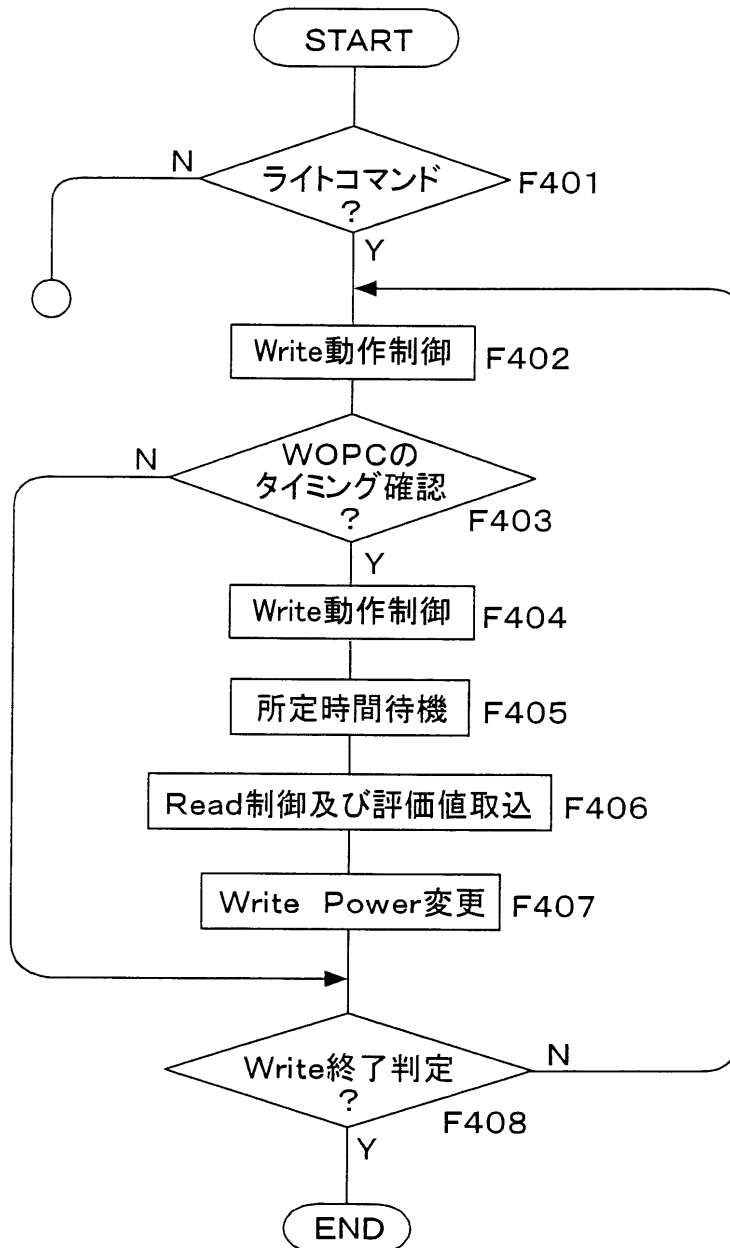 START
N
ライトコマンド
?
F401
Y
Write動作制御
F402
N
WOPCの
タイミング確認
?
F403
Y
Write動作制御
F404
所定時間待機
F405
Read制御及び評価値取込
F406
Write Power変更
F407
Write終了判定
?
N
F408
Y
END